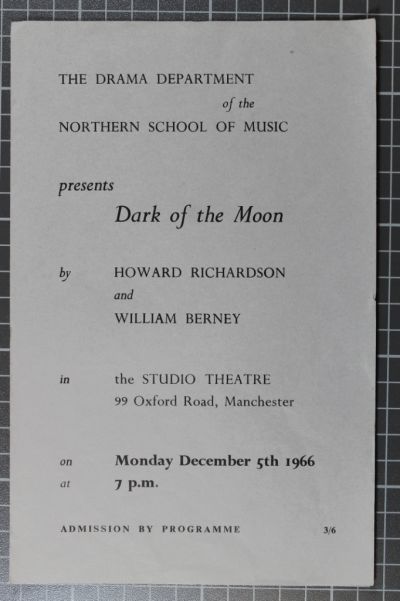 THE DRAMA DEPARTMENT
of the
NORTHERN SCHOOL OF MUSIC
presents
Dark of the Moon
by HOWARD RICHARDSON
and
WILLIAM BERNEY
in the STUDIO THEATRE
99 Oxford Road, Manchester
on Monday December 5th 1966
at 7 p.m.
ADMISSION BY PROGRAMME 3/6